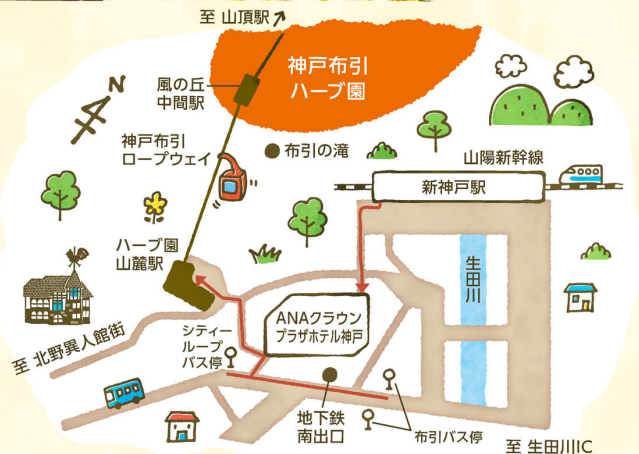 至 山頂駅
神戸布引
ハーブ園
風の丘
中間駅
N
神戸布引
ロープウェイ
布引の滝
山陽新幹線
新神戸駅
ハーブ園
山麓駅
生田川
ANAクラウン
プラザホテル神戸
シティー
ループ
バス停
至 北野異人館街
地下鉄
南出口
布引バス停
至 生田川IC